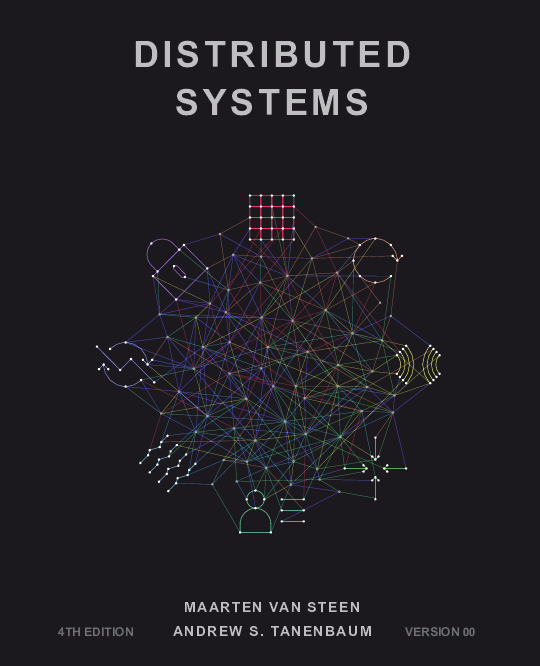 DISTRIBUTED
SYSTEMS
MAARTEN VAN STEEN
4TH EDITION ANDREW S. TANENBAUM VERSION 00